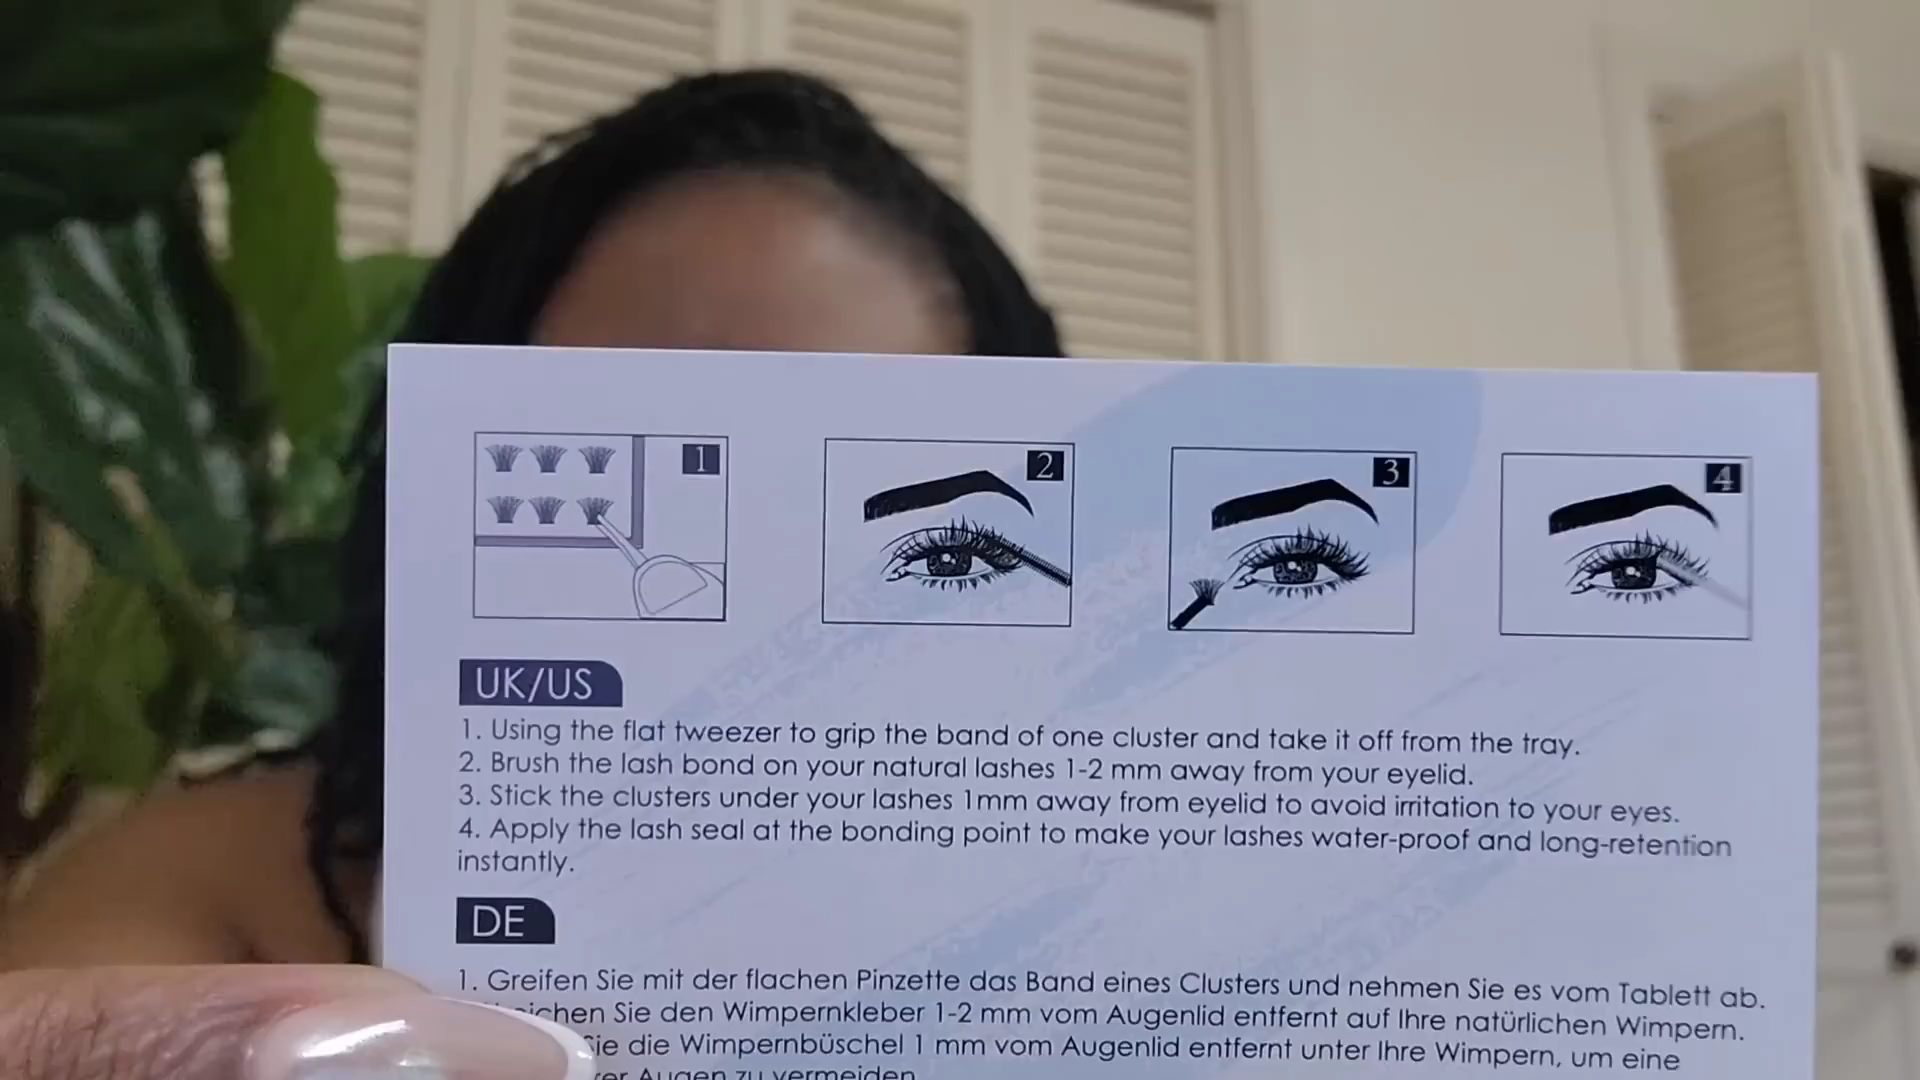 1
2
3
4
UK/US
1. Using the flat tweezer to grip the band of one cluster and take it off from the tray.
2. Brush the lash bond on your natural lashes 1-2 mm away from your eyelid.
3. Stick the clusters under your lashes 1mm away from eyelid to avoid irritation to your eyes.
4. Apply the lash seal at the bonding point to make your lashes water-proof and long-retention
instantly.
DE
1. Greifen Sie mit der flachen Pinzette das Band eines Clusters und nehmen Sie es vom Tablett ab.
Sie den Wimpernkleber 1-2 mm vom Augenlid entfernt auf Ihre natürlichen Wimpern.
Sie die Wimpernbüschel 1 mm vom Augenlid entfernt unter Ihre Wimpern, um eine
Augen zu vermeiden